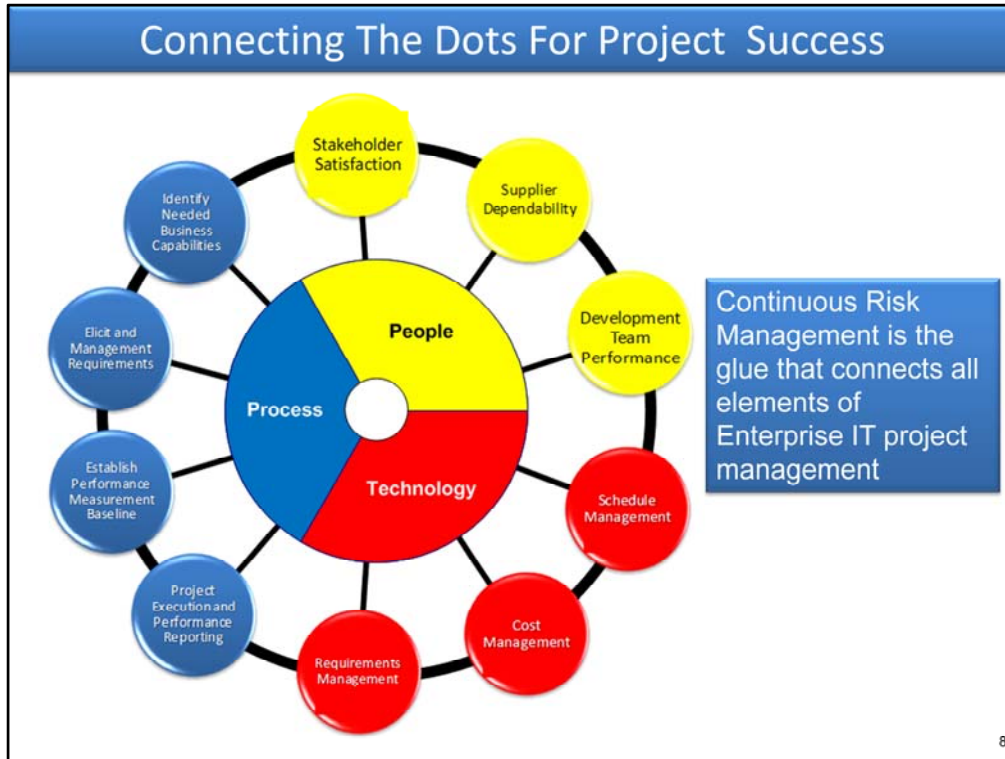 Connecting The Dots For Project Success
Stakeholder
Satisfaction
Supplier
Dependability
Development
Team
Performance
Schedule
Management
Cost
Management
Requirements
Management
Project
Execution and
Performance
Reporting
Establish
Performance
Measurement
Baseline
Elicit and
Management
Requirements
Identify
Needed
Business
Capabilities
People
Process
Technology
Continuous Risk
Management is the
glue that connects all
elements of
Enterprise IT project
management
8